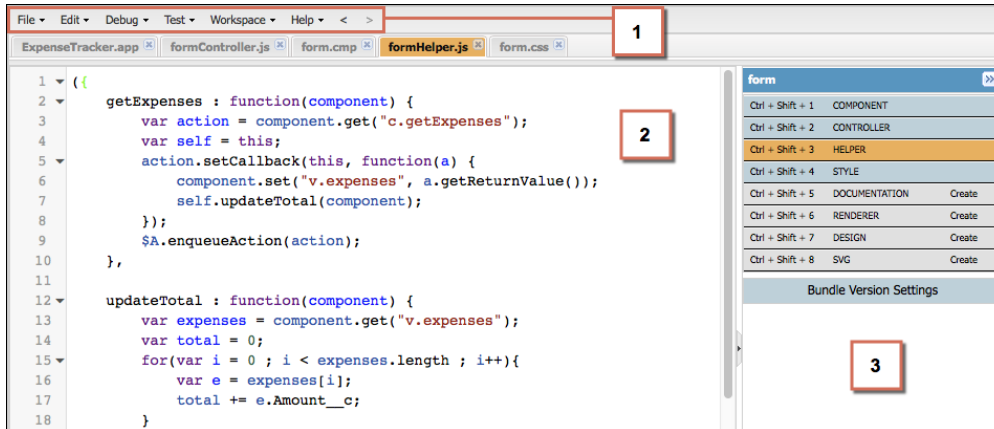 File Edit Debug Test Workspace Help < >
1
ExpenseTracker.app formController.js form.cmp formHelper.js form.css
1 ({
2 getExpenses : function(component) {
3 var action = component.get("c.getExpenses");
4 var self = this;
5 action.setCallback(this, function(a) {
6 component.set("v.expenses", a.getReturnValue());
7 self.updateTotal(component);
8 });
9 $A.enqueueAction(action);
10 },
11
12 updateTotal : function(component) {
13 var expenses = component.get("v.expenses");
14 var total = 0;
15 for(var i = 0 ; i < expenses.length ; i++){
16 var e = expenses[i];
17 total += e.Amount__c;
18 }
2
form
Ctrl + Shift + 1 COMPONENT
Ctrl + Shift + 2 CONTROLLER
Ctrl + Shift + 3 HELPER
Ctrl + Shift + 4 STYLE
Ctrl + Shift + 5 DOCUMENTATION Create
Ctrl + Shift + 6 RENDERER Create
Ctrl + Shift + 7 DESIGN Create
Ctrl + Shift + 8 SVG Create
Bundle Version Settings
3